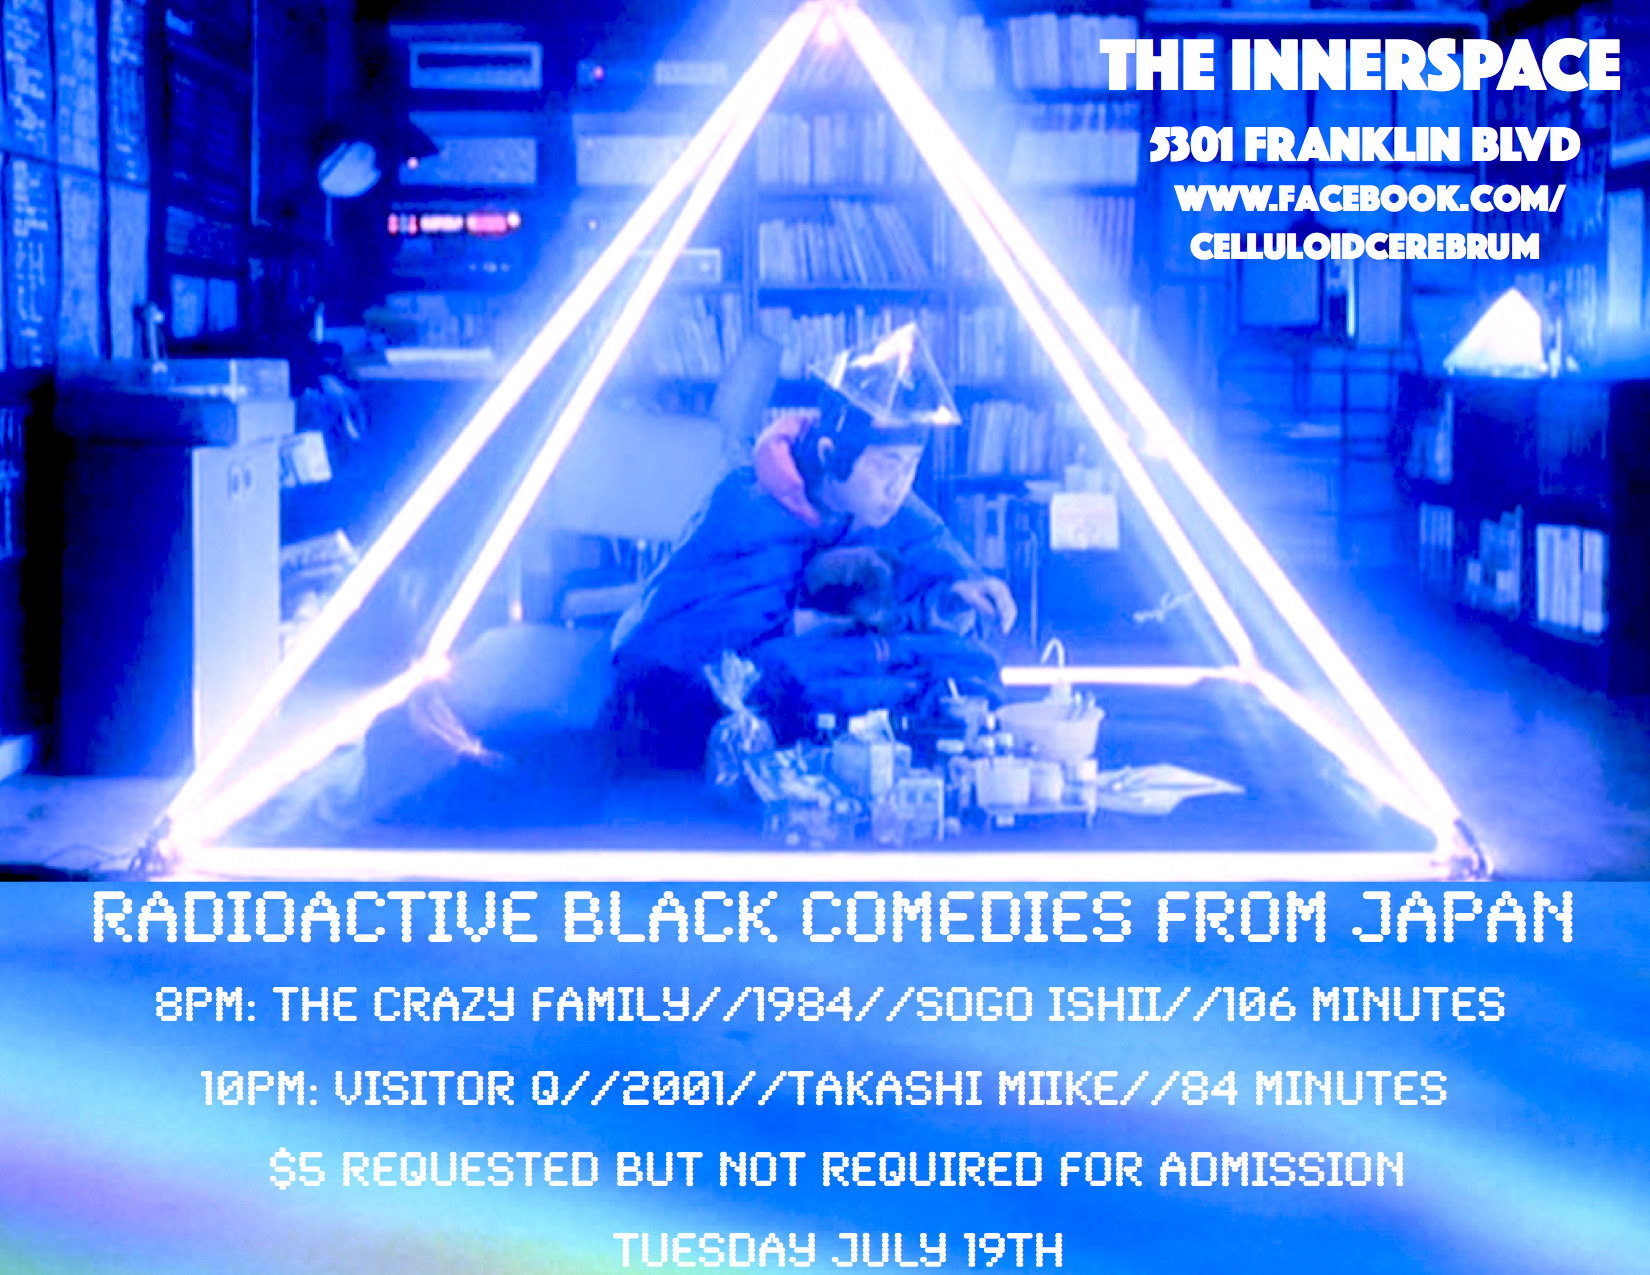 THE INNERSPACE
5301 FRANKLIN BLVD
WWW.FACEBOOK.COM/
CELLULOIDCEREBRUM
RADIOACTIVE BLACK COMEDIES FROM JAPAN
8PM: THE CRAZY FAMILY//1984//SOGO ISHII//106 MINUTES
10PM: VISITOR Q//2001//TAKASHI MIIKE//84 MINUTES
$5 REQUESTED BUT NOT REQUIRED FOR ADMISSION
TUESDAY JULY 19TH